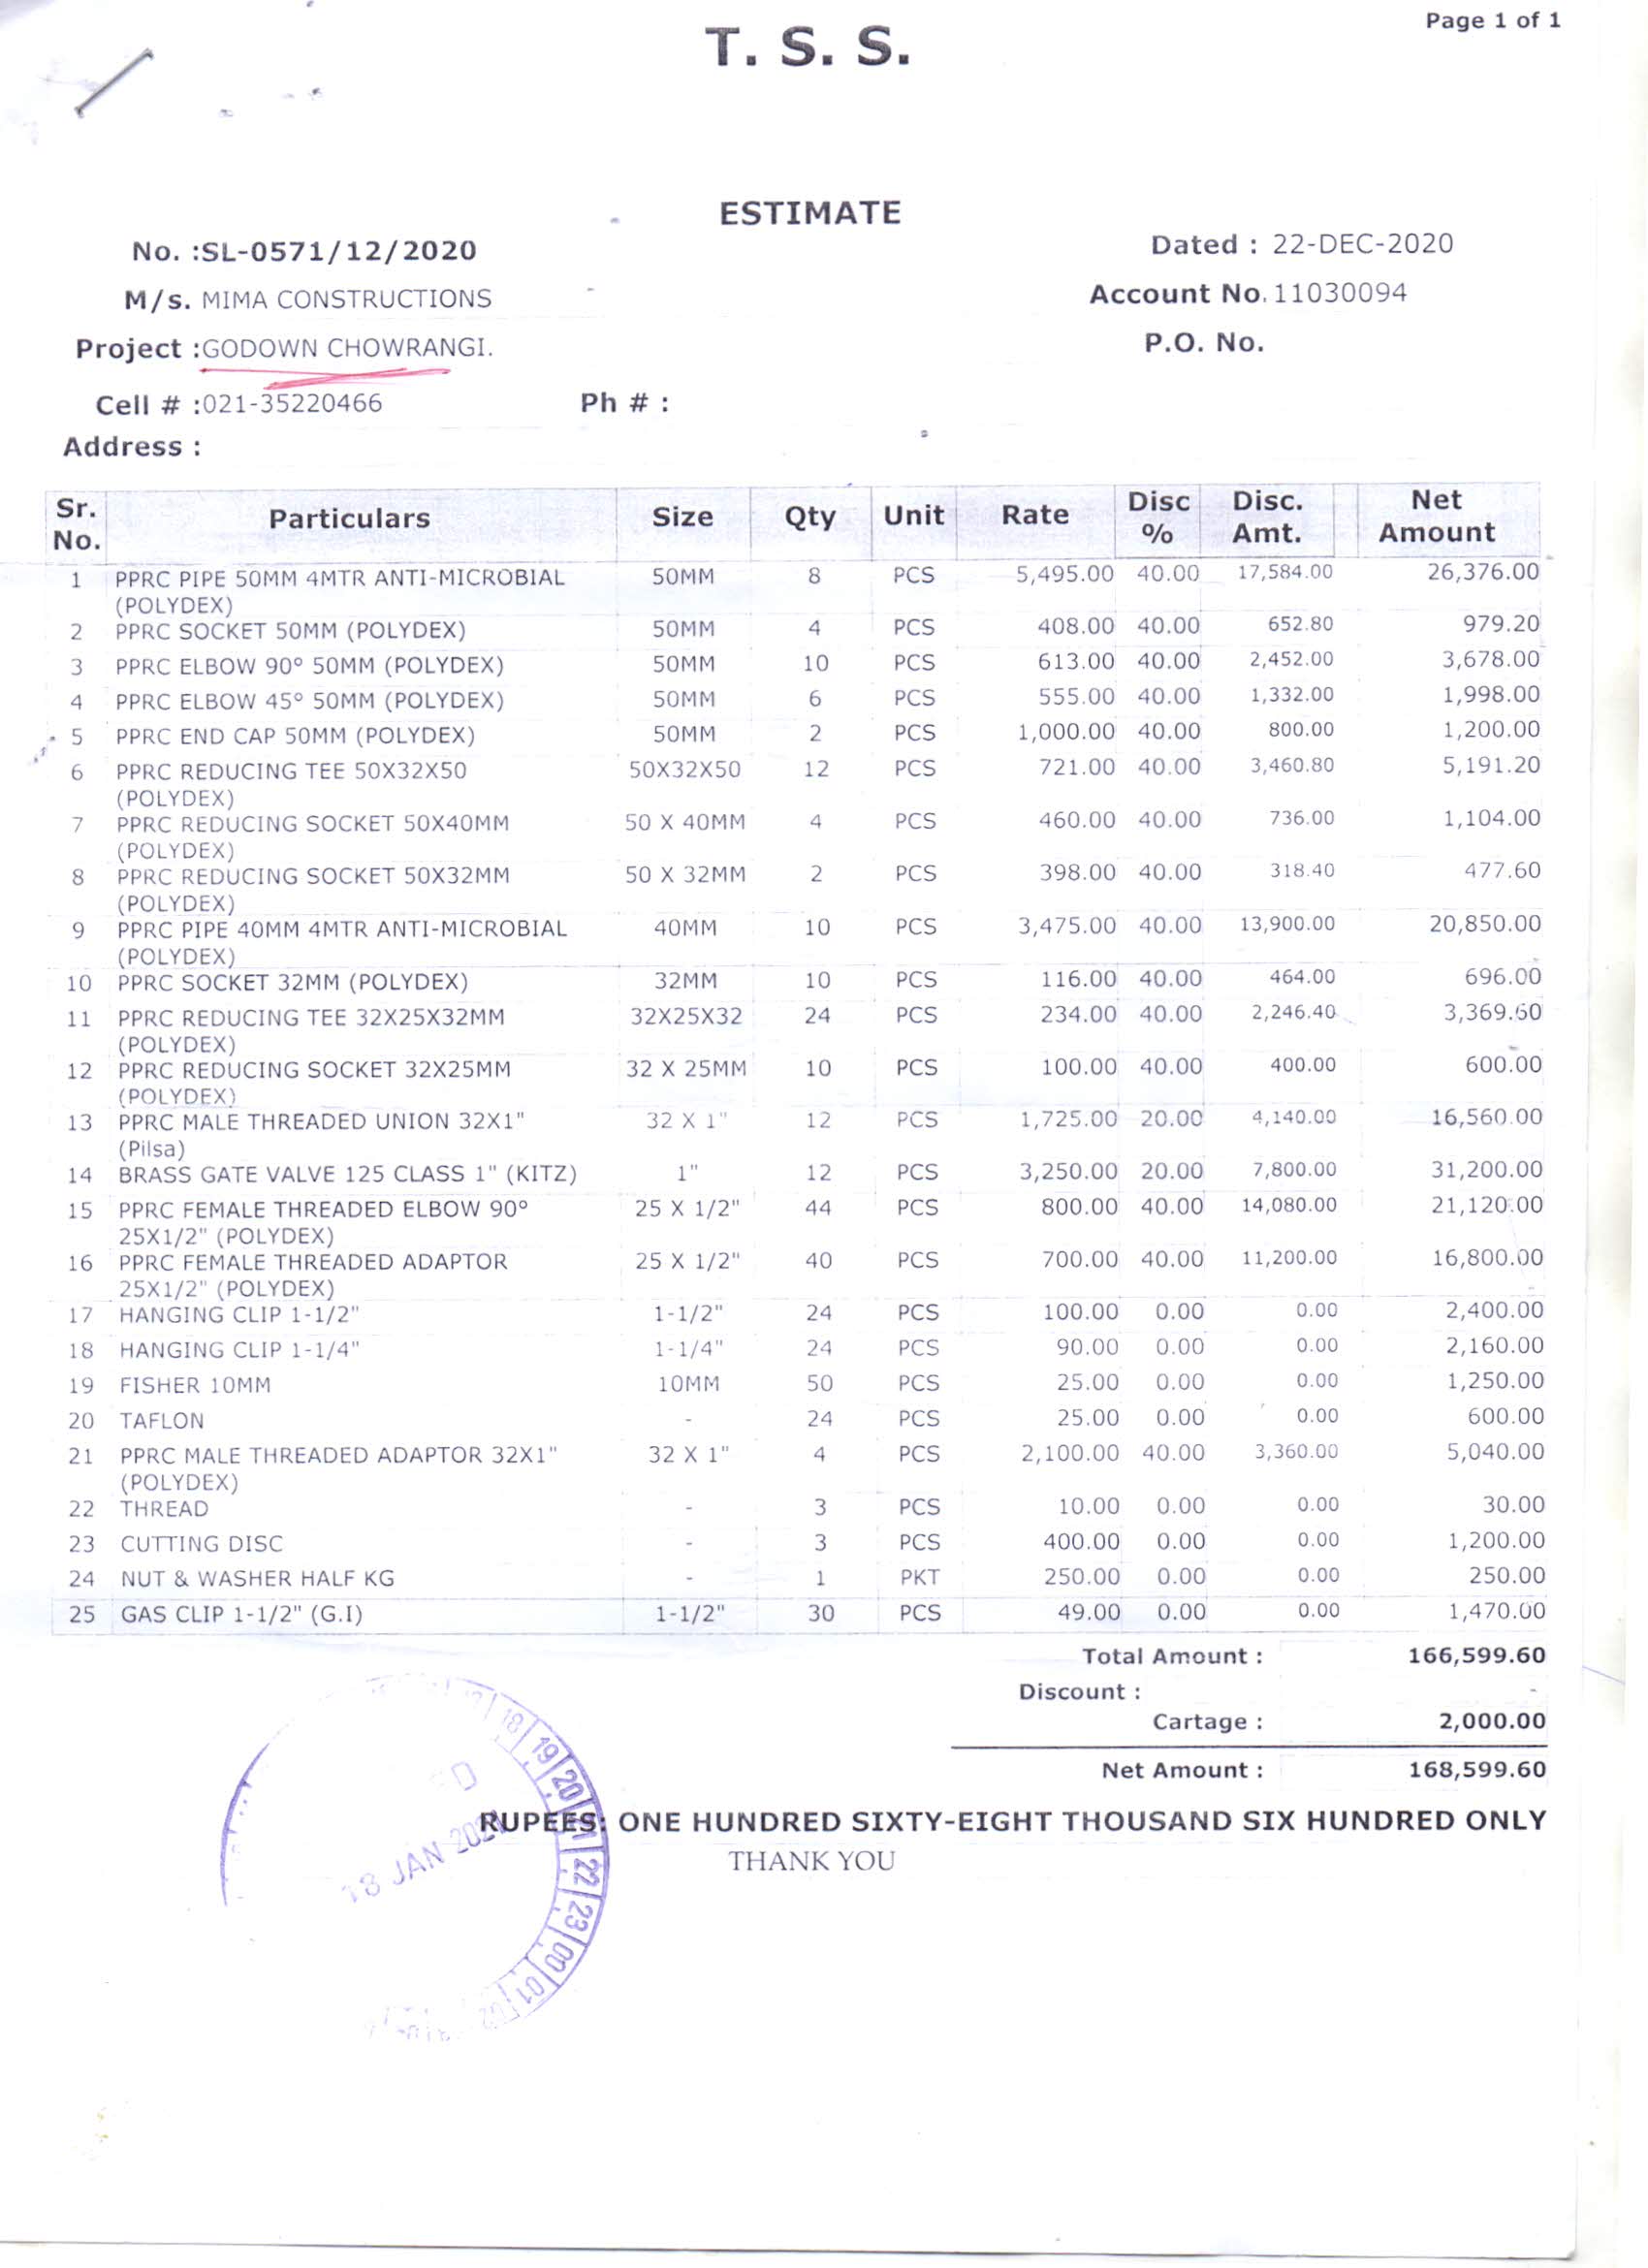 Page 1 of 1
T. S. S.
ESTIMATE
No. :SL-0571/12/2020
Dated : 22-DEC-2020
M/s. MIMA CONSTRUCTIONS
Account No. 11030094
Project :GODOWN CHOWRANGI.
P.O. No.
Cell # :021-35220466 Ph # :
Address :
Sr. No. Particulars Size Qty Unit Rate Disc % Disc. Amt. Net Amount
1 PPRC PIPE 50MM 4MTR ANTI-MICROBIAL 50MM 8 PCS 5,495.00 40.00 17,584.00 26,376.00
(POLYDEX)
2 PPRC SOCKET 50MM (POLYDEX) 50MM 4 PCS 408.00 40.00 652.80 979.20
3 PPRC ELBOW 90° 50MM (POLYDEX) 50MM 10 PCS 613.00 40.00 2,452.00 3,678.00
4 PPRC ELBOW 45° 50MM (POLYDEX) 50MM 6 PCS 555.00 40.00 1,332.00 1,998.00
5 PPRC END CAP 50MM (POLYDEX) 50MM 2 PCS 1,000.00 40.00 800.00 1,200.00
6 PPRC REDUCING TEE 50X32X50 50X32X50 12 PCS 721.00 40.00 3,460.80 5,191.20
(POLYDEX)
7 PPRC REDUCING SOCKET 50X40MM 50 X 40MM 4 PCS 460.00 40.00 736.00 1,104.00
(POLYDEX)
8 PPRC REDUCING SOCKET 50X32MM 50 X 32MM 2 PCS 398.00 40.00 318.40 477.60
(POLYDEX)
9 PPRC PIPE 40MM 4MTR ANTI-MICROBIAL 40MM 10 PCS 3,475.00 40.00 13,900.00 20,850.00
(POLYDEX)
10 PPRC SOCKET 32MM (POLYDEX) 32MM 10 PCS 116.00 40.00 464.00 696.00
11 PPRC REDUCING TEE 32X25X32MM 32X25X32 24 PCS 234.00 40.00 2,246.40 3,369.60
(POLYDEX)
12 PPRC REDUCING SOCKET 32X25MM 32 X 25MM 10 PCS 100.00 40.00 400.00 600.00
(POLYDEX)
13 PPRC MALE THREADED UNION 32X1" 32 X 1" 12 PCS 1,725.00 20.00 4,140.00 16,560.00
(Pilsa)
14 BRASS GATE VALVE 125 CLASS 1" (KITZ) 1" 12 PCS 3,250.00 20.00 7,800.00 31,200.00
15 PPRC FEMALE THREADED ELBOW 90° 25 X 1/2" 44 PCS 800.00 40.00 14,080.00 21,120.00
25X1/2" (POLYDEX)
16 PPRC FEMALE THREADED ADAPTOR 25 X 1/2" 40 PCS 700.00 40.00 11,200.00 16,800.00
25X1/2" (POLYDEX)
17 HANGING CLIP 1-1/2" 1-1/2" 24 PCS 100.00 0.00 0.00 2,400.00
18 HANGING CLIP 1-1/4" 1-1/4" 24 PCS 90.00 0.00 0.00 2,160.00
19 FISHER 10MM 10MM 50 PCS 25.00 0.00 0.00 1,250.00
20 TAFLON - 24 PCS 25.00 0.00 0.00 600.00
21 PPRC MALE THREADED ADAPTOR 32X1" 32 X 1" 4 PCS 2,100.00 40.00 3,360.00 5,040.00
(POLYDEX)
22 THREAD - 3 PCS 10.00 0.00 0.00 30.00
23 CUTTING DISC - 3 PCS 400.00 0.00 0.00 1,200.00
24 NUT & WASHER HALF KG - 1 PKT 250.00 0.00 0.00 250.00
25 GAS CLIP 1-1/2" (G.I) 1-1/2" 30 PCS 49.00 0.00 0.00 1,470.00
Total Amount : 166,599.60
Discount : -
Cartage : 2,000.00
Net Amount : 168,599.60
RUPEES: ONE HUNDRED SIXTY-EIGHT THOUSAND SIX HUNDRED ONLY
THANK YOU
18 19 20 21 22 23 00 01 02
18 JAN 2021